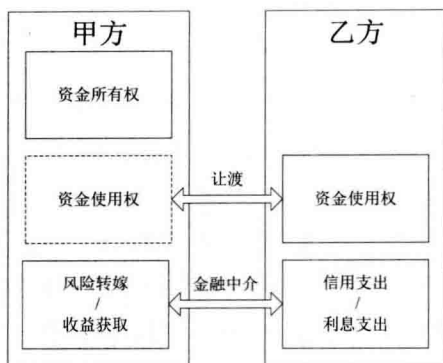 甲方
乙方
资金所有权
让渡
资金使用权
资金使用权
金融中介
风险转嫁
/
收益获取
信用支出
/
利息支出